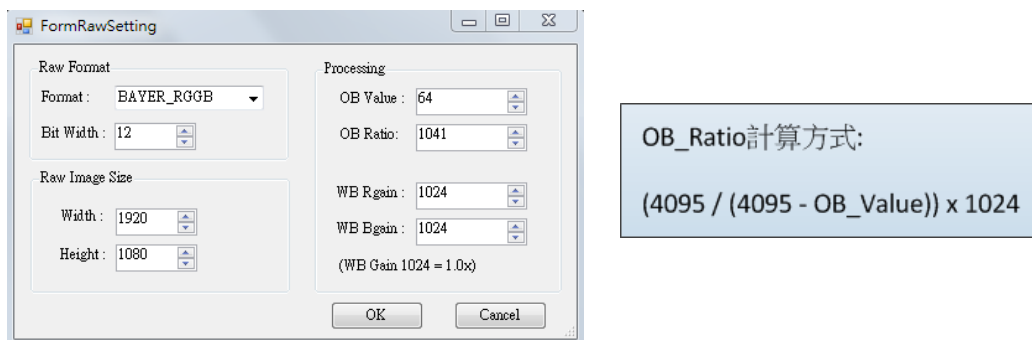 FormRawSetting
Raw Format
Format : BAYER_RGGB
Bit Width : 12
Raw Image Size
Width : 1920
Height : 1080
Processing
OB Value : 64
OB Ratio: 1041
WB Rgain : 1024
WB Bgain : 1024
(WB Gain 1024 = 1.0x)
OK Cancel
OB_Ratio計算方式:
(4095 / (4095 - OB_Value)) x 1024